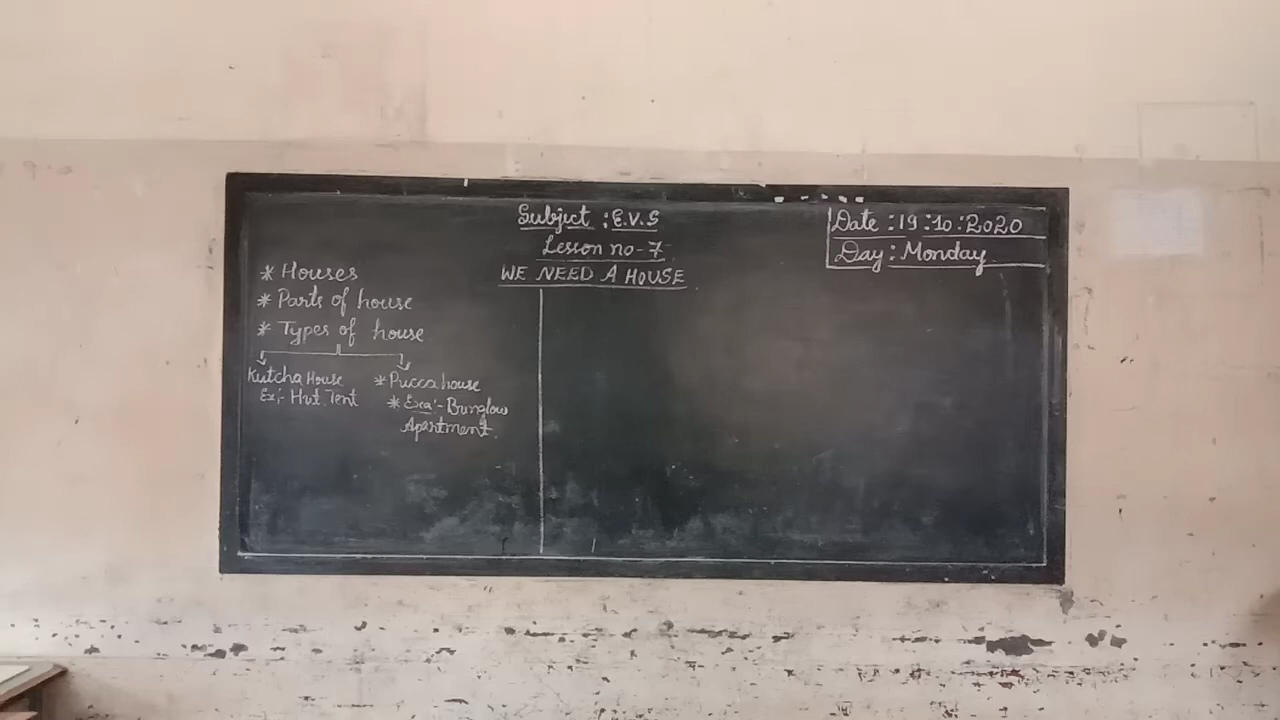 Subject : E.V.S
Lesson no-7
WE NEED A HOUSE
Date : 19 : 10 : 2020
Day : Monday
* Houses
* Parts of house
* Types of house
Kutcha House
Ex:- Hut, Tent
* Pucca house
* Exa:- Bunglow
Apartment.